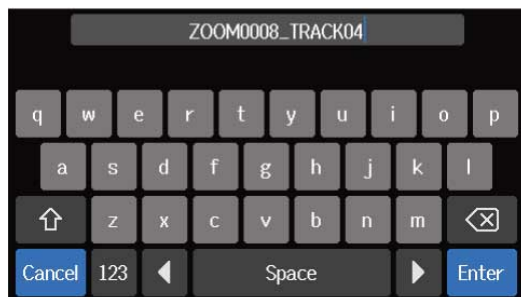 ZOOM0008_TRACK04
q w e r t y u i o p
a s d f g h j k l
z x c v b n m
Cancel 123 Space Enter